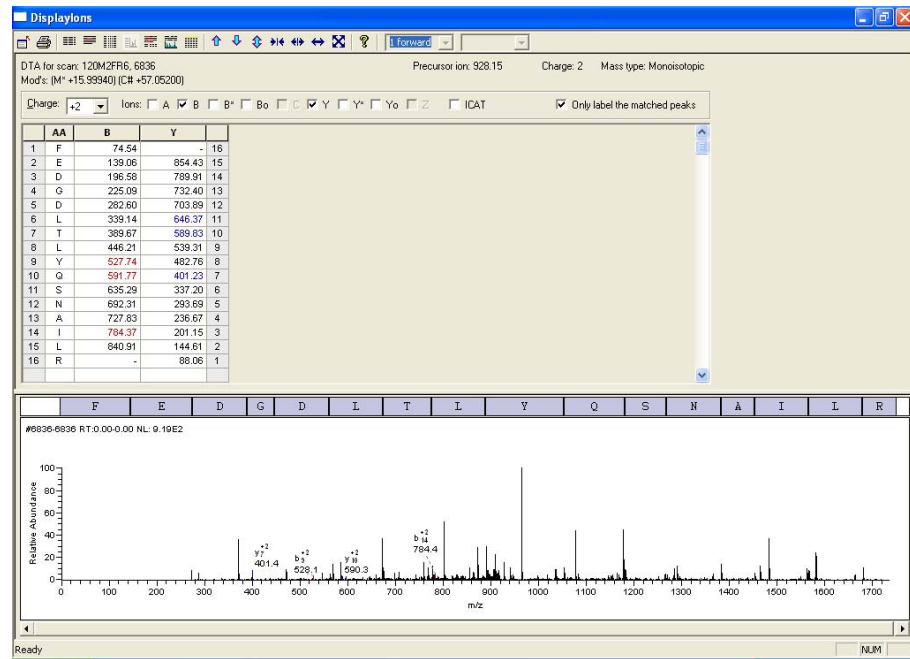 DisplayIons
1 forward
DTA for scan: 120M2FR6, 6836 Precursor ion: 928.15 Charge: 2 Mass type: Monoisotopic
Mod's: (M* +15.99940) (C# +57.05200)
Charge: +2 Ions: A B B* Bo C Y Y* Yo Z ICAT Only label the matched peaks
AA B Y
1 F 74.54 - 16
2 E 139.06 854.43 15
3 D 196.58 789.91 14
4 G 225.09 732.40 13
5 D 282.60 703.89 12
6 L 339.14 646.37 11
7 T 389.67 589.83 10
8 L 446.21 539.31 9
9 Y 527.74 482.76 8
10 Q 591.77 401.23 7
11 S 635.29 337.20 6
12 N 692.31 293.69 5
13 A 727.83 236.67 4
14 I 784.37 201.15 3
15 L 840.91 144.61 2
16 R - 88.06 1
F E D G D L T L Y Q S N A I L R
#6836-6836 RT:0.00-0.00 NL: 9.19E2
100
80
60
40
20
0
Relative Abundance
y7 +2
401.4
b9 +2
528.1
y10 +2
590.3
b14 +2
784.4
0 100 200 300 400 500 600 700 800 900 1000 1100 1200 1300 1400 1500 1600 1700
m/z
Ready NUM